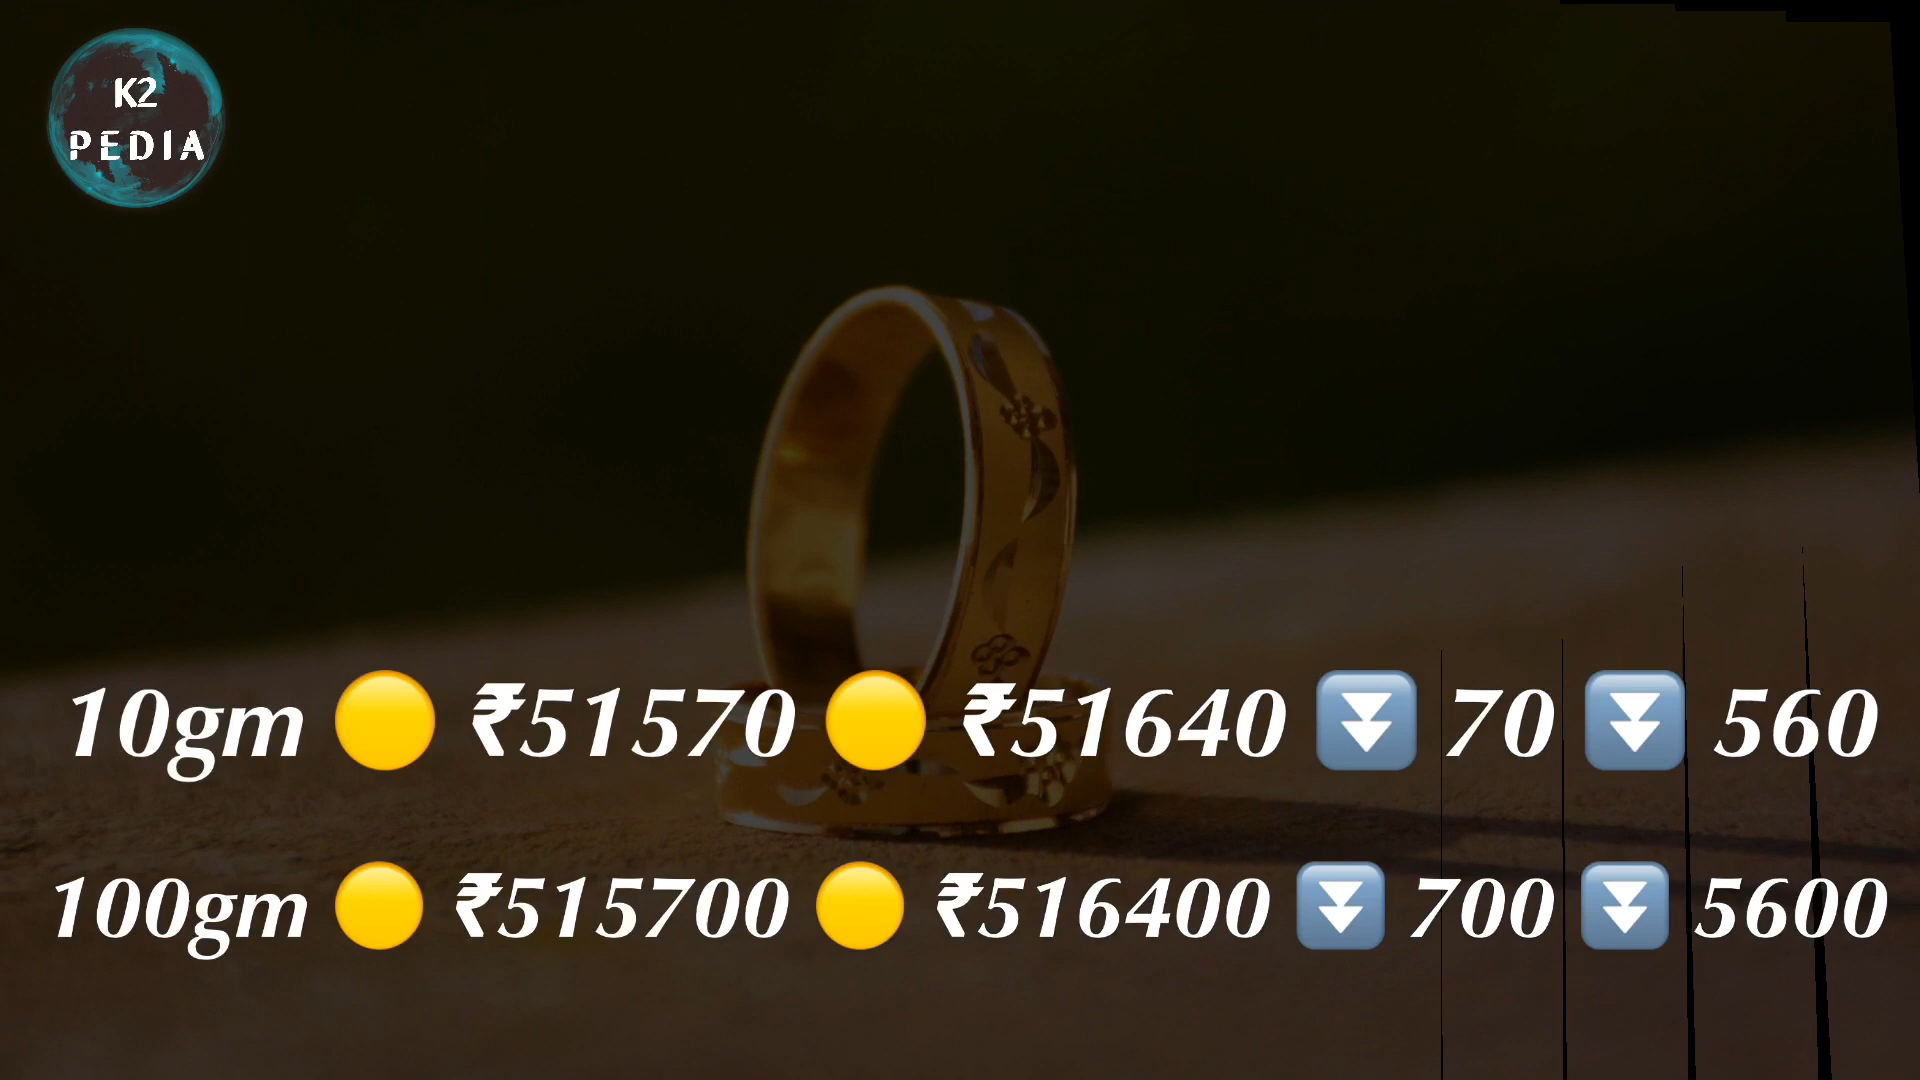 K2
PEDIA
10gm 🟡 ₹51570 🟡 ₹51640 ⏬ 70 ⏬ 560
100gm 🟡 ₹515700 🟡 ₹516400 ⏬ 700 ⏬ 5600